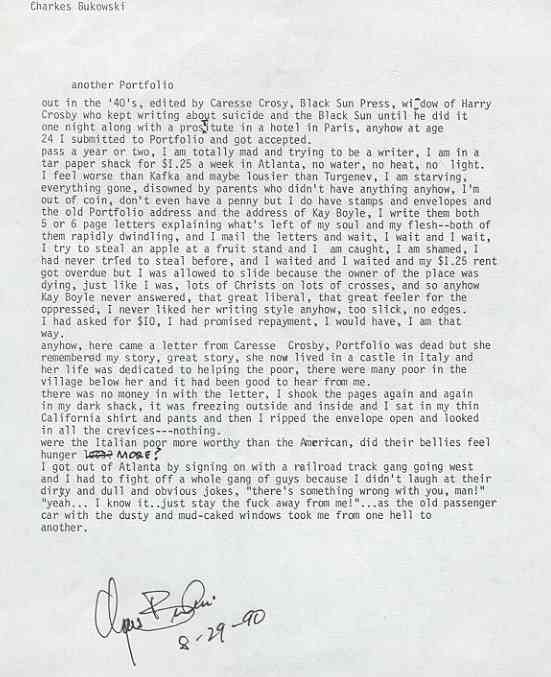 Charkes Bukowski
another Portfolio
out in the '40's, edited by Caresse Crosy, Black Sun Press, widow of Harry
Crosby who kept writing about suicide and the Black Sun until he did it
one night along with a prostitute in a hotel in Paris, anyhow at age
24 I submitted to Portfolio and got accepted.
pass a year or two, I am totally mad and trying to be a writer, I am in a
tar paper shack for $1.25 a week in Atlanta, no water, no heat, no light.
I feel worse than Kafka and maybe lousier than Turgenev, I am starving,
everything gone, disowned by parents who didn't have anything anyhow, I'm
out of coin, don't even have a penny but I do have stamps and envelopes and
the old Portfolio address and the address of Kay Boyle, I write them both
5 or 6 page letters explaining what's left of my soul and my flesh--both of
them rapidly dwindling, and I mail the letters and wait, I wait and I wait,
I try to steal an apple at a fruit stand and I am caught, I am shamed, I
had never tried to steal before, and I waited and I waited and my $1.25 rent
got overdue but I was allowed to slide because the owner of the place was
dying, just like I was, lots of Christs on lots of crosses, and so anyhow
Kay Boyle never answered, that great liberal, that great feeler for the
oppressed, I never liked her writing style anyhow, too slick, no edges.
I had asked for $I0, I had promised repayment, I would have, I am that
way.
anyhow, here came a letter from Caresse Crosby, Portfolio was dead but she
remembered my story, great story, she now lived in a castle in Italy and
her life was dedicated to helping the poor, there were many poor in the
village below her and it had been good to hear from me.
there was no money in with the letter, I shook the pages again and again
in my dark shack, it was freezing outside and inside and I sat in my thin
California shirt and pants and then I ripped the envelope open and looked
in all the crevices---nothing.
were the Italian poor more worthy than the American, did their bellies feel
hunger MORE?
I got out of Atlanta by signing on with a railroad track gang going west
and I had to fight off a whole gang of guys because I didn't laugh at their
dirty and dull and obvious jokes, "there's something wrong with you, man!"
"yeah... I know it..just stay the fuck away from me!"...as the old passenger
car with the dusty and mud-caked windows took me from one hell to
another.
8-29-90